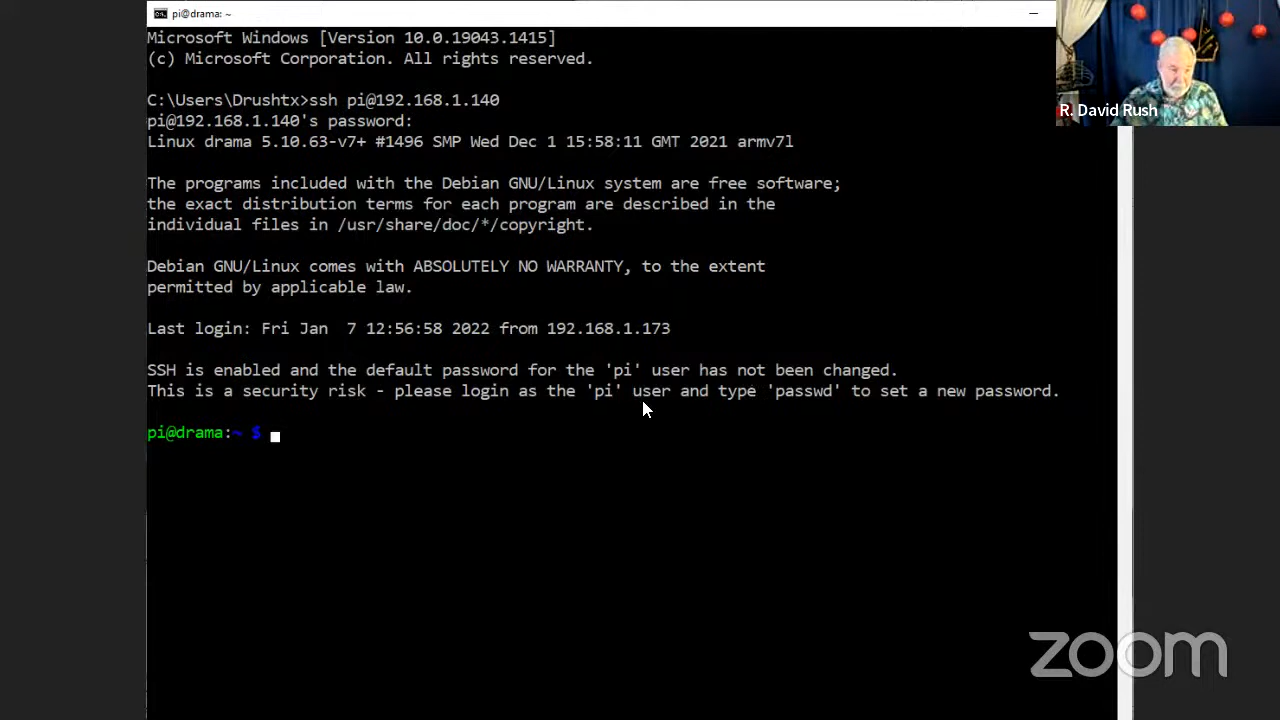 pi@drama: ~
Microsoft Windows [Version 10.0.19043.1415]
(c) Microsoft Corporation. All rights reserved.
C:\Users\Drushtx>ssh pi@192.168.1.140
pi@192.168.1.140's password:
Linux drama 5.10.63-v7+ #1496 SMP Wed Dec 1 15:58:11 GMT 2021 armv7l
The programs included with the Debian GNU/Linux system are free software;
the exact distribution terms for each program are described in the
individual files in /usr/share/doc/*/copyright.
Debian GNU/Linux comes with ABSOLUTELY NO WARRANTY, to the extent
permitted by applicable law.
Last login: Fri Jan  7 12:56:58 2022 from 192.168.1.173
SSH is enabled and the default password for the 'pi' user has not been changed.
This is a security risk - please login as the 'pi' user and type 'passwd' to set a new password.
pi@drama:~ $
R. David Rush
zoom